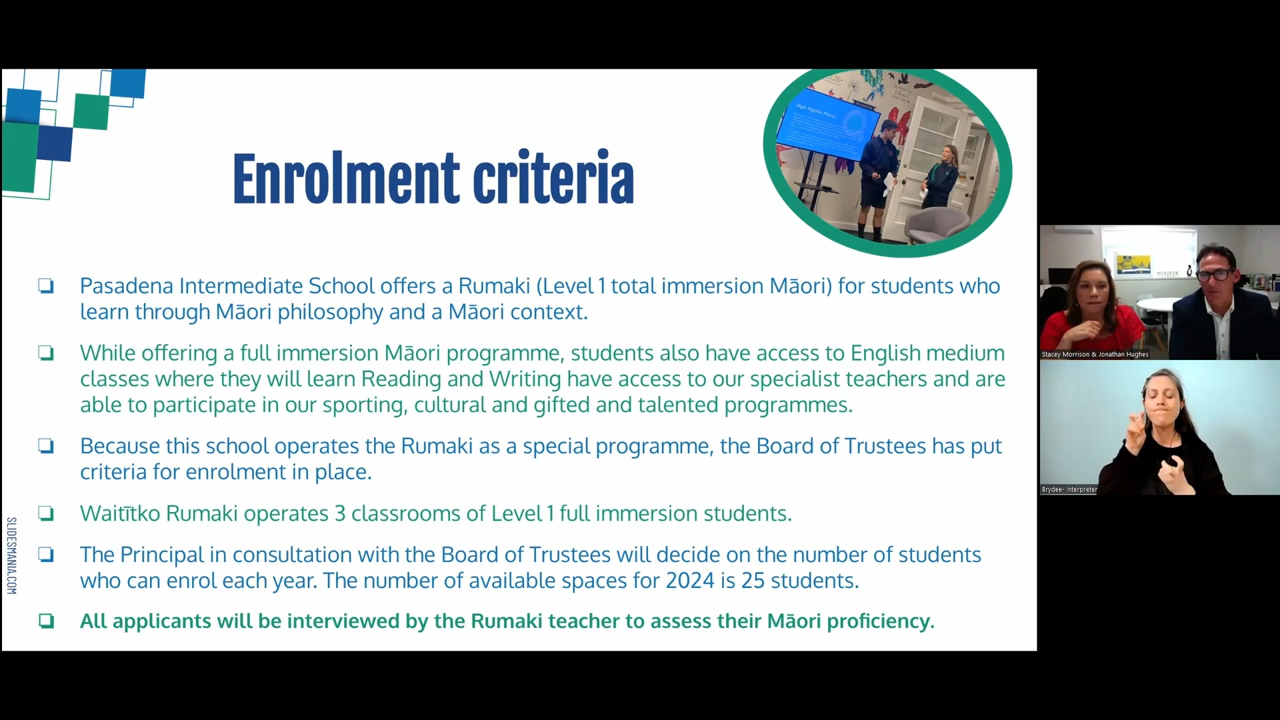 Enrolment criteria
Pasadena Intermediate School offers a Rumaki (Level 1 total immersion Māori) for students who
learn through Māori philosophy and a Māori context.
While offering a full immersion Māori programme, students also have access to English medium
classes where they will learn Reading and Writing have access to our specialist teachers and are
able to participate in our sporting, cultural and gifted and talented programmes.
Because this school operates the Rumaki as a special programme, the Board of Trustees has put
criteria for enrolment in place.
Waitītko Rumaki operates 3 classrooms of Level 1 full immersion students.
The Principal in consultation with the Board of Trustees will decide on the number of students
who can enrol each year. The number of available spaces for 2024 is 25 students.
All applicants will be interviewed by the Rumaki teacher to assess their Māori proficiency.
SLIDESMANIA.COM
Stacey Morrison & Jonathan Hughes
Brydee- Interpreter